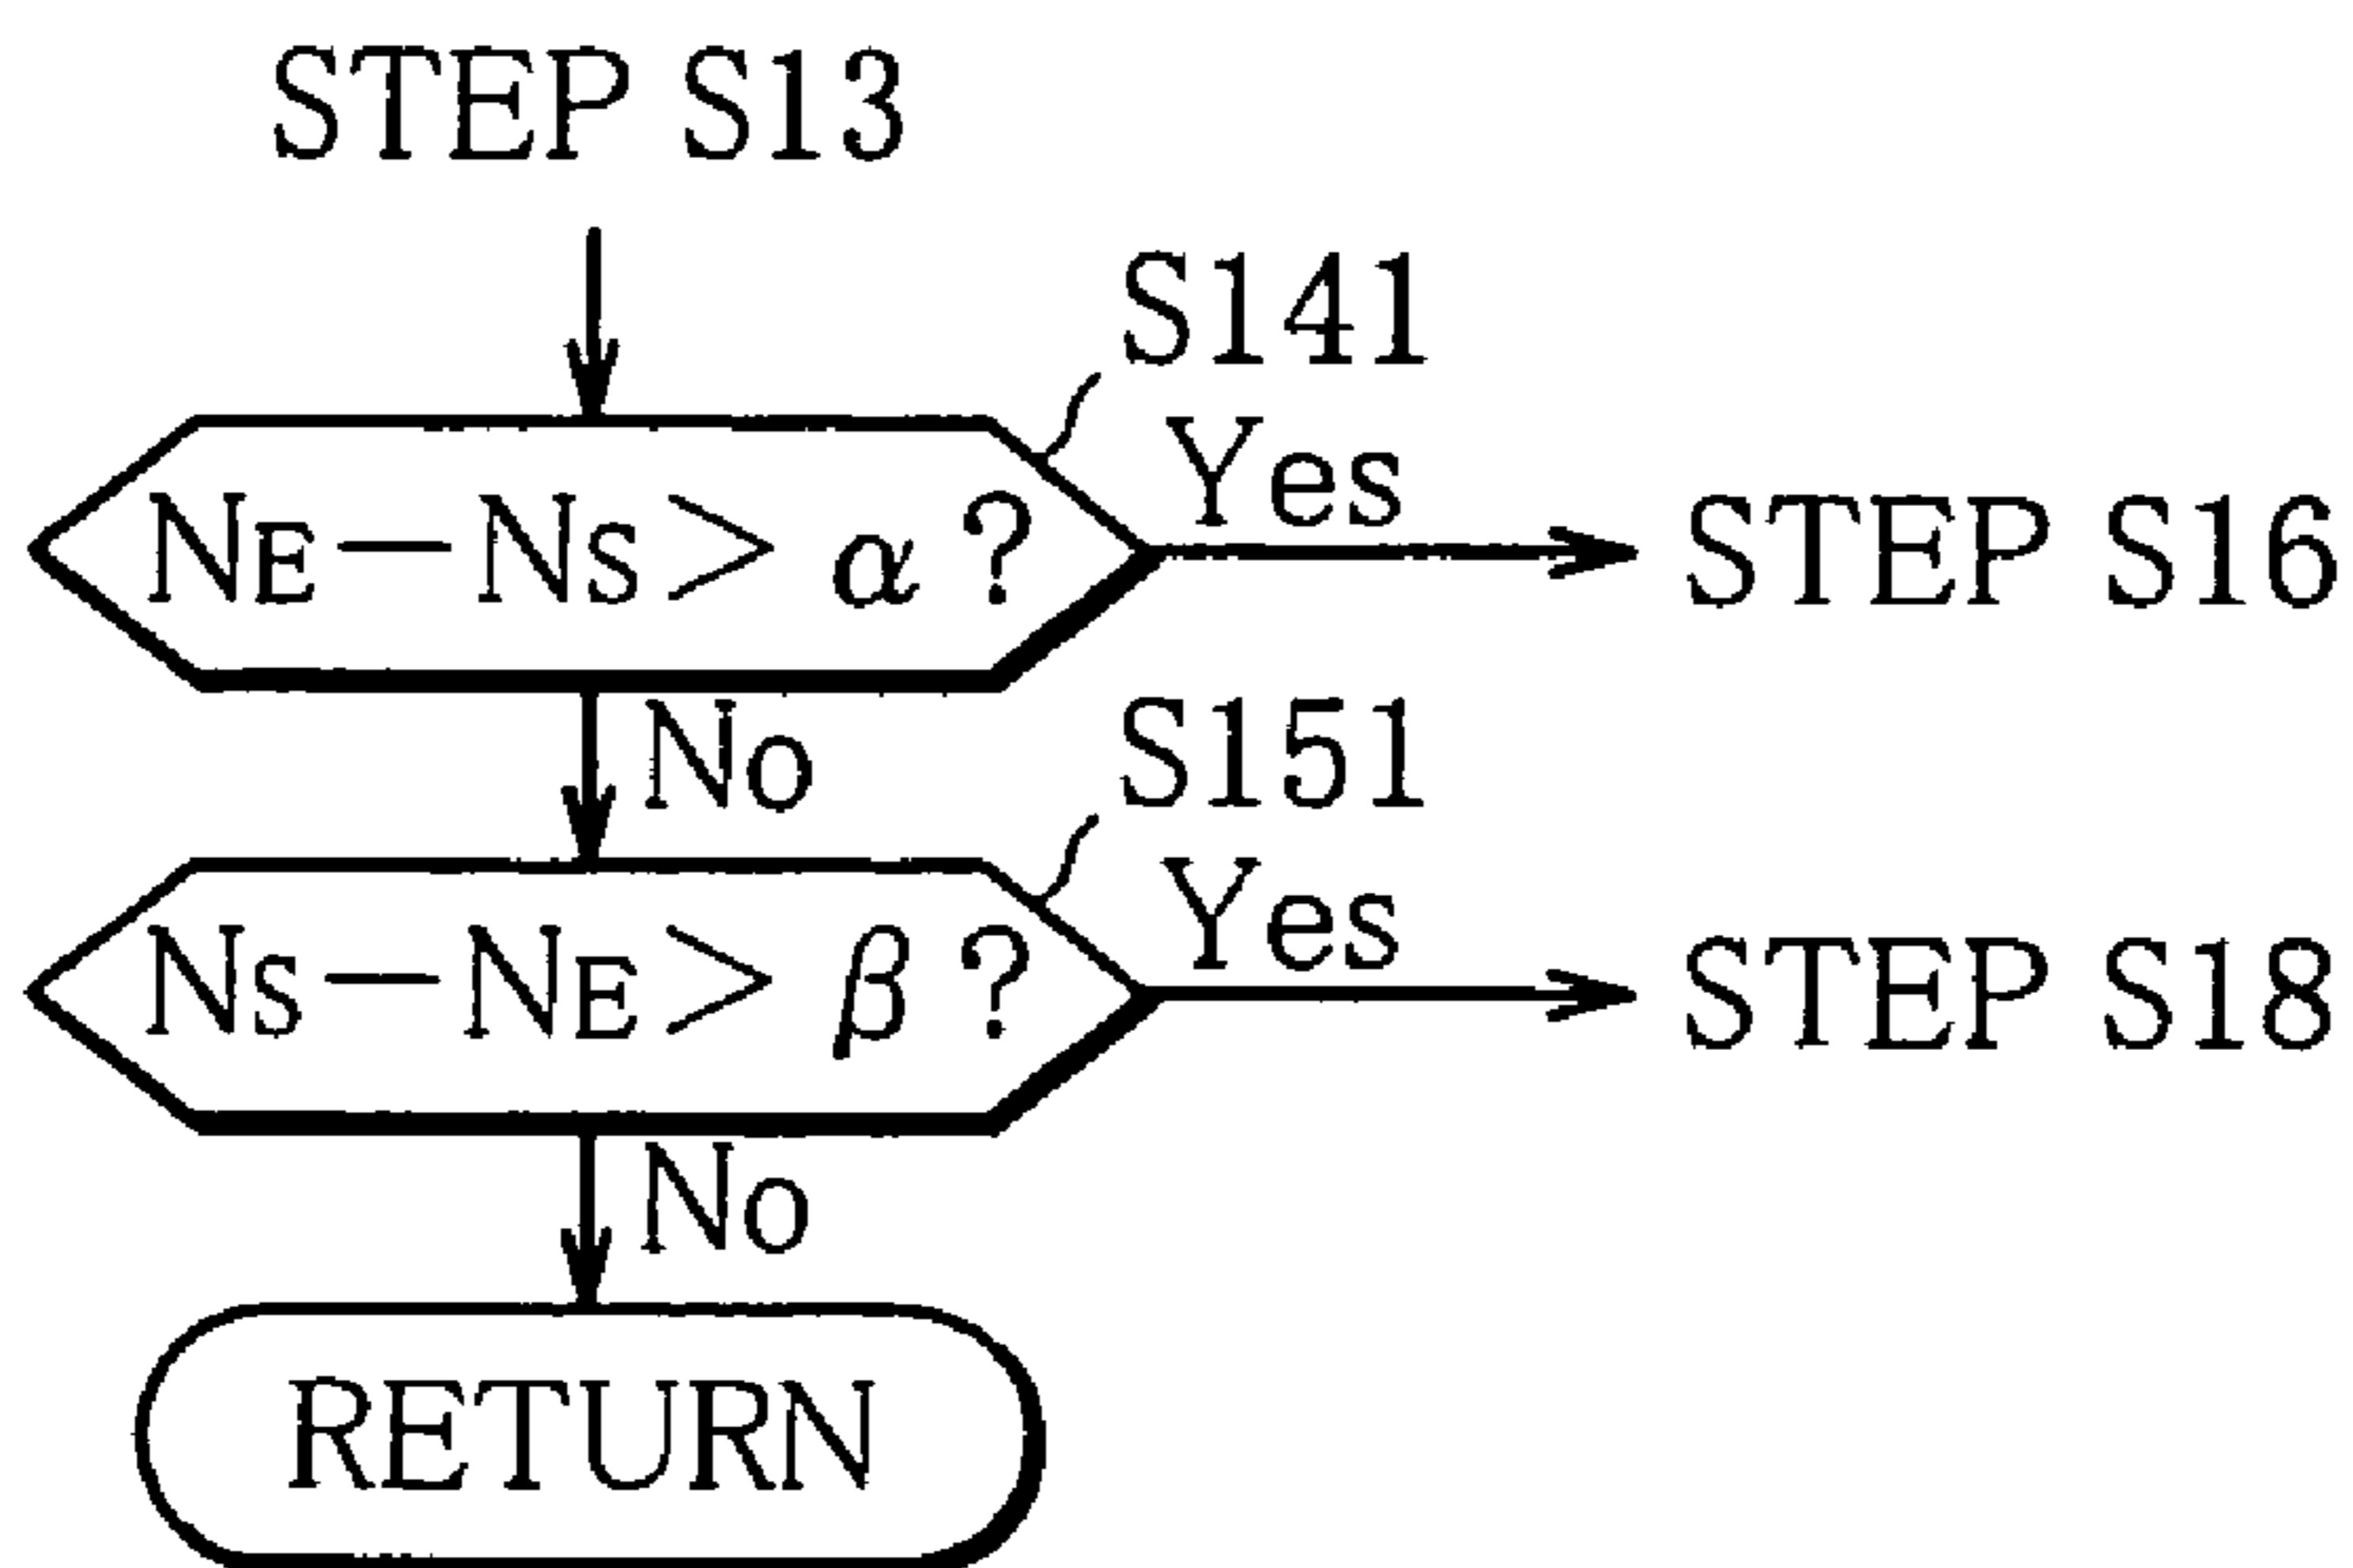 STEP S13
S141
Yes
NE−NS>α?
STEP S16
No
S151
Yes
NS−NE>β?
STEP S18
No
RETURN